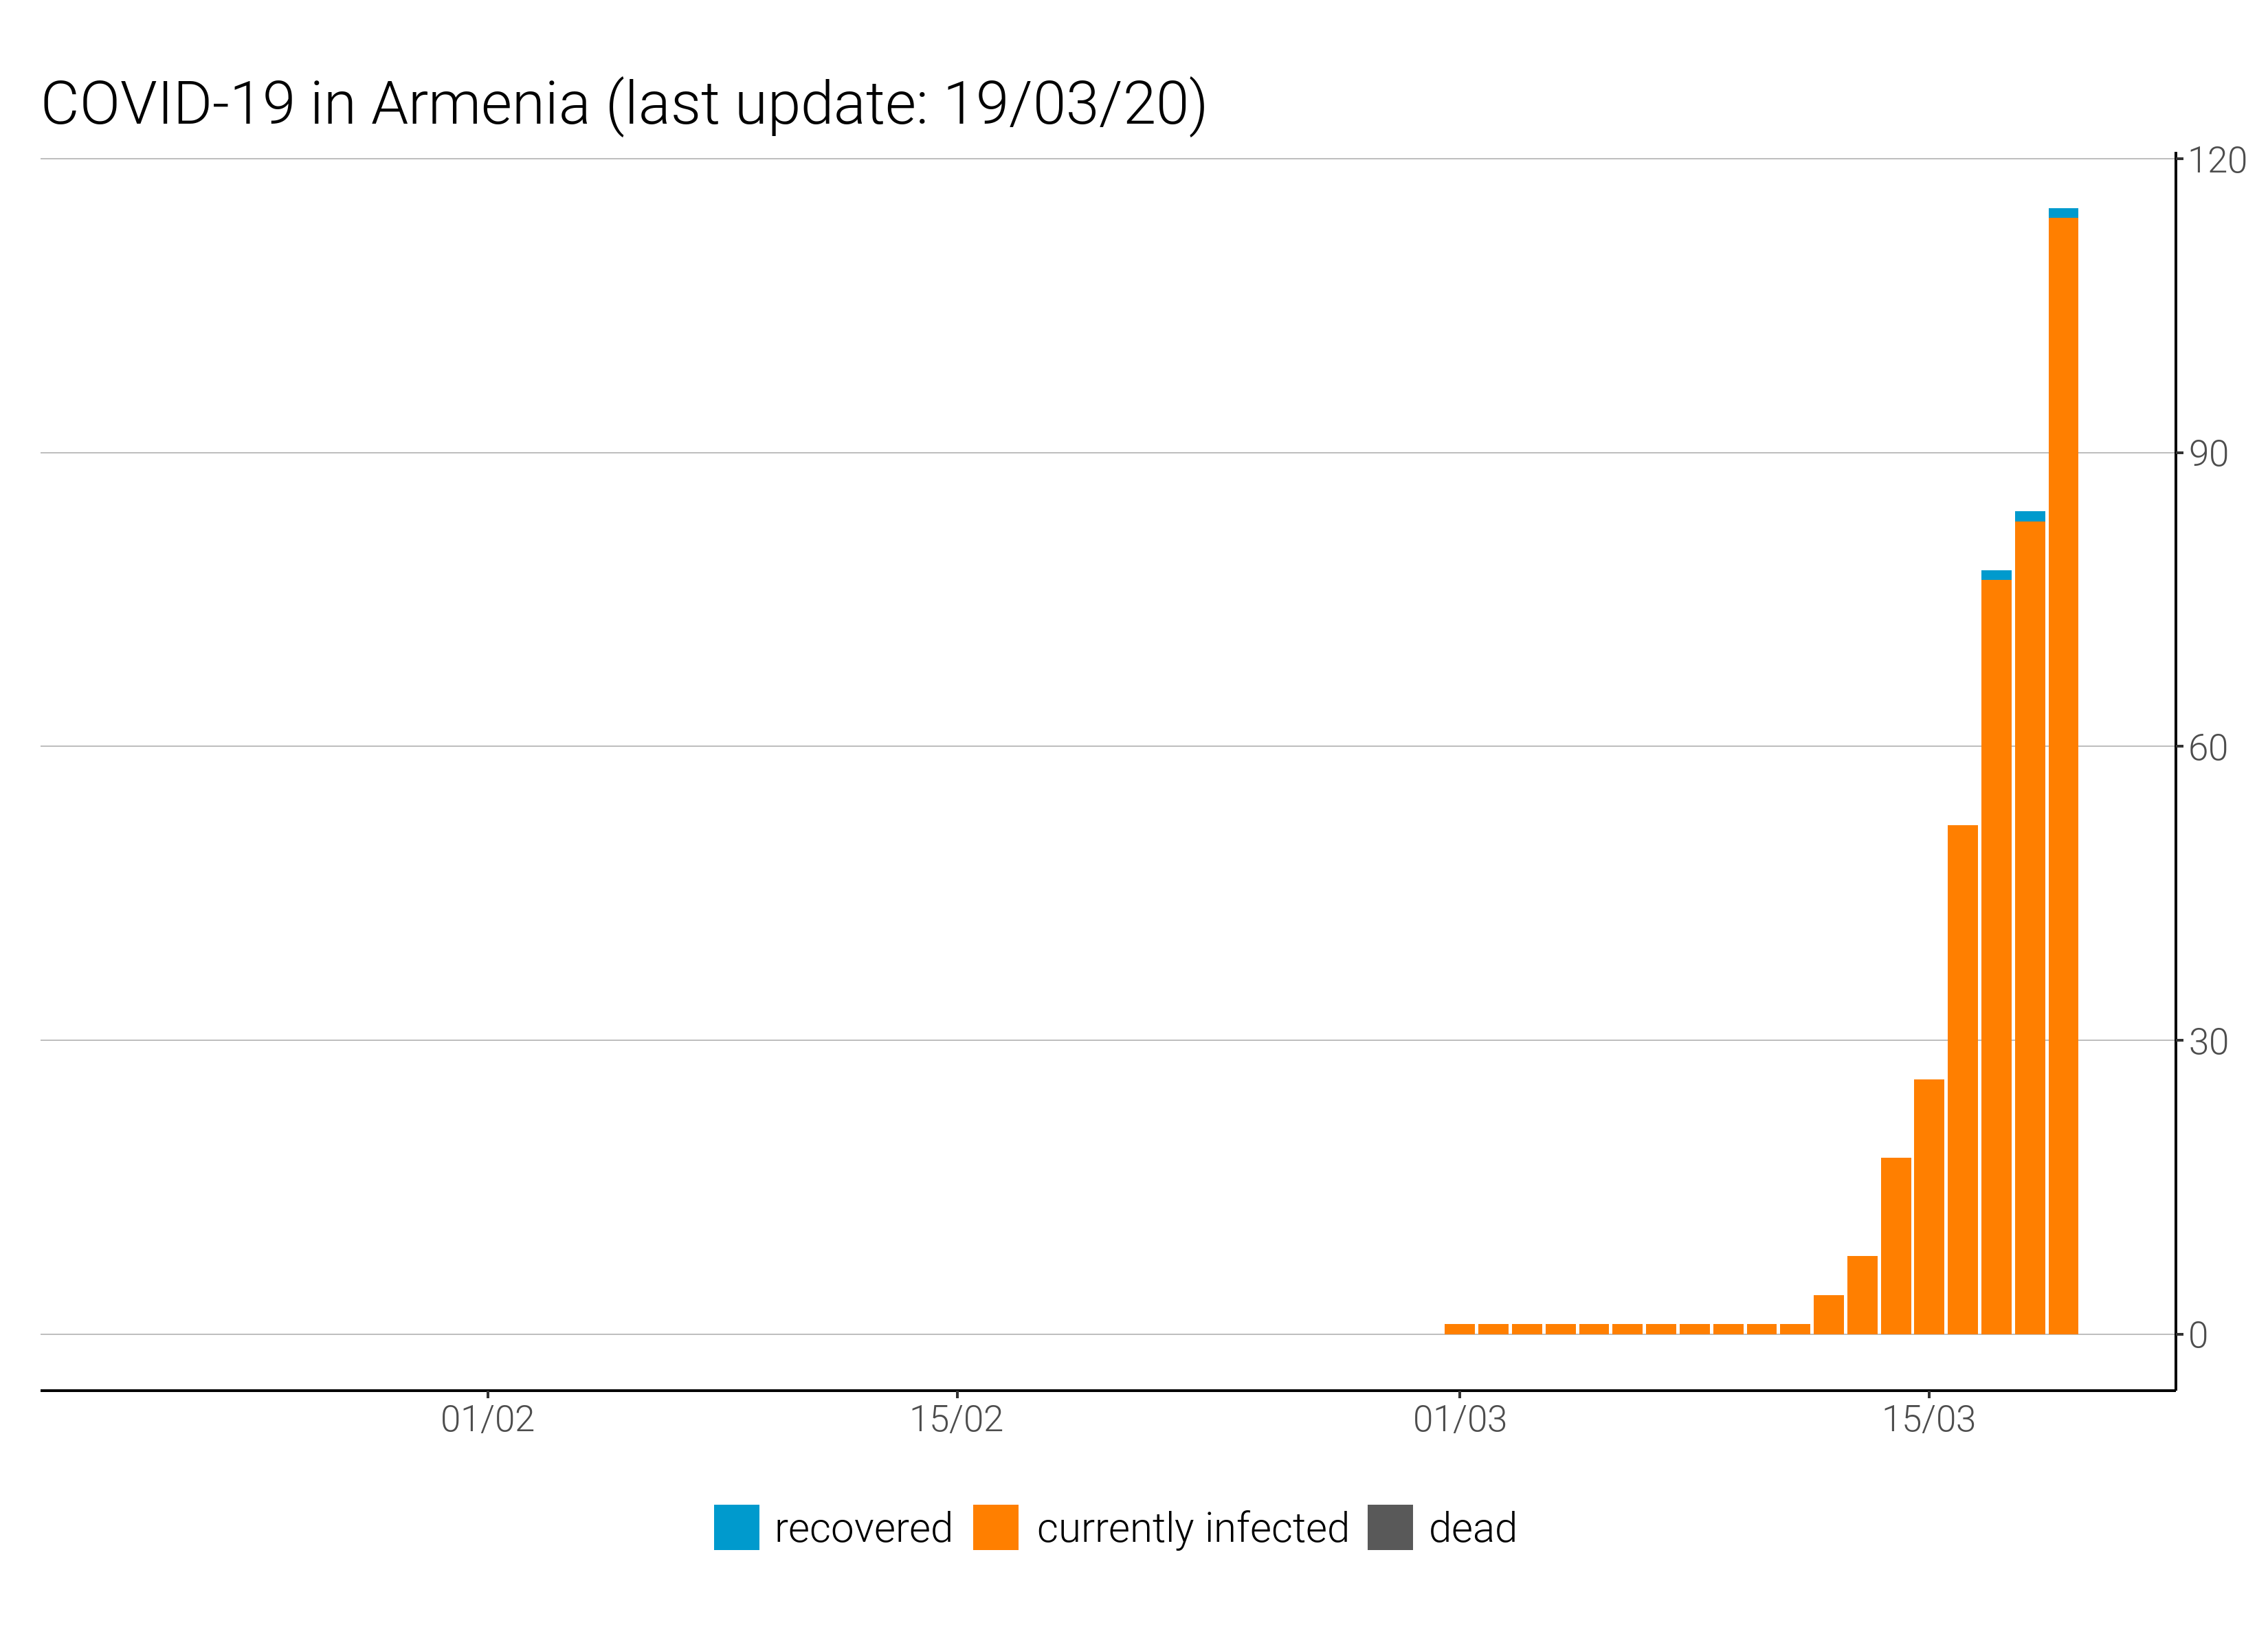 COVID-19 in Armenia (last update: 19/03/20)
120
90
60
30
0
01/02 15/02 01/03 15/03
recovered currently infected dead